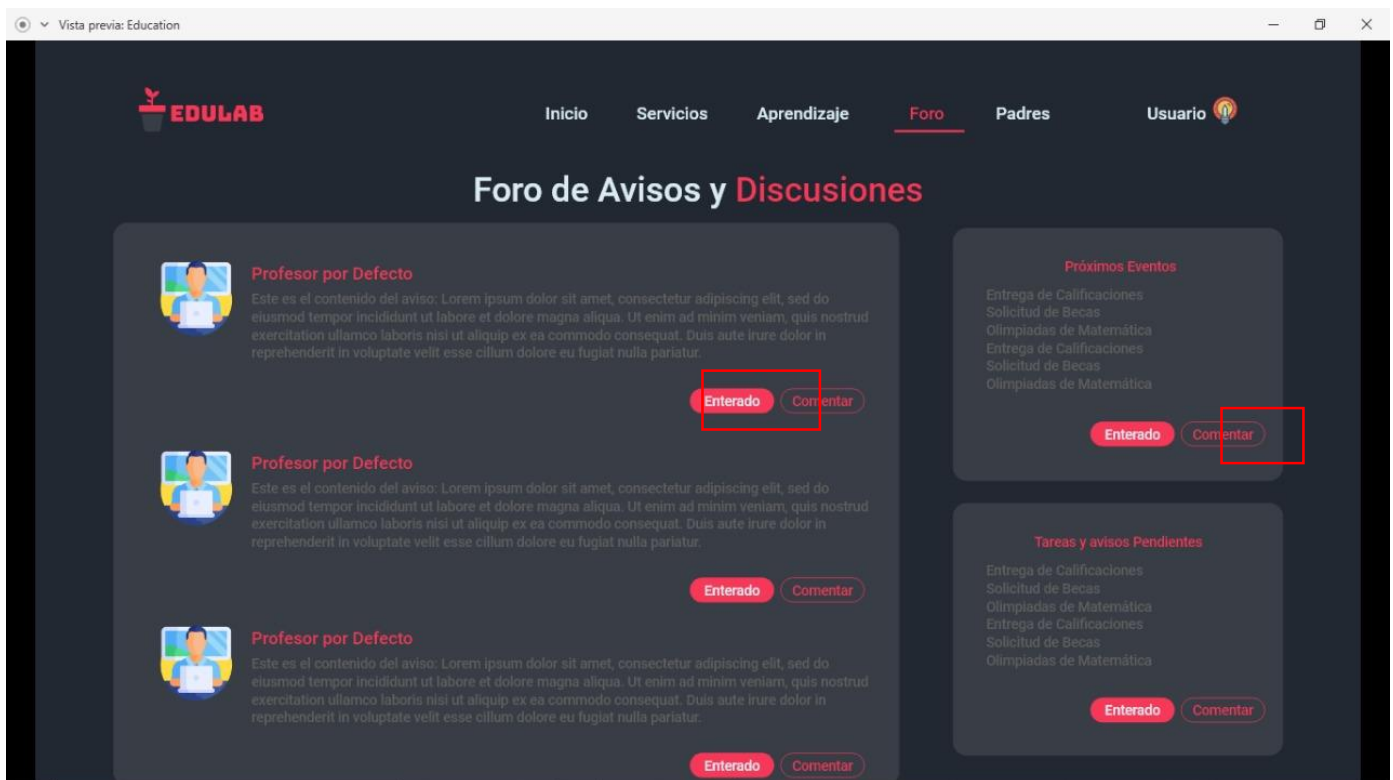 Vista previa: Education
EDULAB
Inicio Servicios Aprendizaje Foro Padres Usuario
Foro de Avisos y Discusiones
Profesor por Defecto
Este es el contenido del aviso: Lorem ipsum dolor sit amet, consectetur adipiscing elit, sed do
eiusmod tempor incididunt ut labore et dolore magna aliqua. Ut enim ad minim veniam, quis nostrud
exercitation ullamco laboris nisi ut aliquip ex ea commodo consequat. Duis aute irure dolor in
reprehenderit in voluptate velit esse cillum dolore eu fugiat nulla pariatur.
Enterado Comentar
Profesor por Defecto
Este es el contenido del aviso: Lorem ipsum dolor sit amet, consectetur adipiscing elit, sed do
eiusmod tempor incididunt ut labore et dolore magna aliqua. Ut enim ad minim veniam, quis nostrud
exercitation ullamco laboris nisi ut aliquip ex ea commodo consequat. Duis aute irure dolor in
reprehenderit in voluptate velit esse cillum dolore eu fugiat nulla pariatur.
Enterado Comentar
Profesor por Defecto
Este es el contenido del aviso: Lorem ipsum dolor sit amet, consectetur adipiscing elit, sed do
eiusmod tempor incididunt ut labore et dolore magna aliqua. Ut enim ad minim veniam, quis nostrud
exercitation ullamco laboris nisi ut aliquip ex ea commodo consequat. Duis aute irure dolor in
reprehenderit in voluptate velit esse cillum dolore eu fugiat nulla pariatur.
Enterado Comentar
Próximos Eventos
Entrega de Calificaciones
Solicitud de Becas
Olimpiadas de Matemática
Entrega de Calificaciones
Solicitud de Becas
Olimpiadas de Matemática
Enterado Comentar
Tareas y avisos Pendientes
Entrega de Calificaciones
Solicitud de Becas
Olimpiadas de Matemática
Entrega de Calificaciones
Solicitud de Becas
Olimpiadas de Matemática
Enterado Comentar